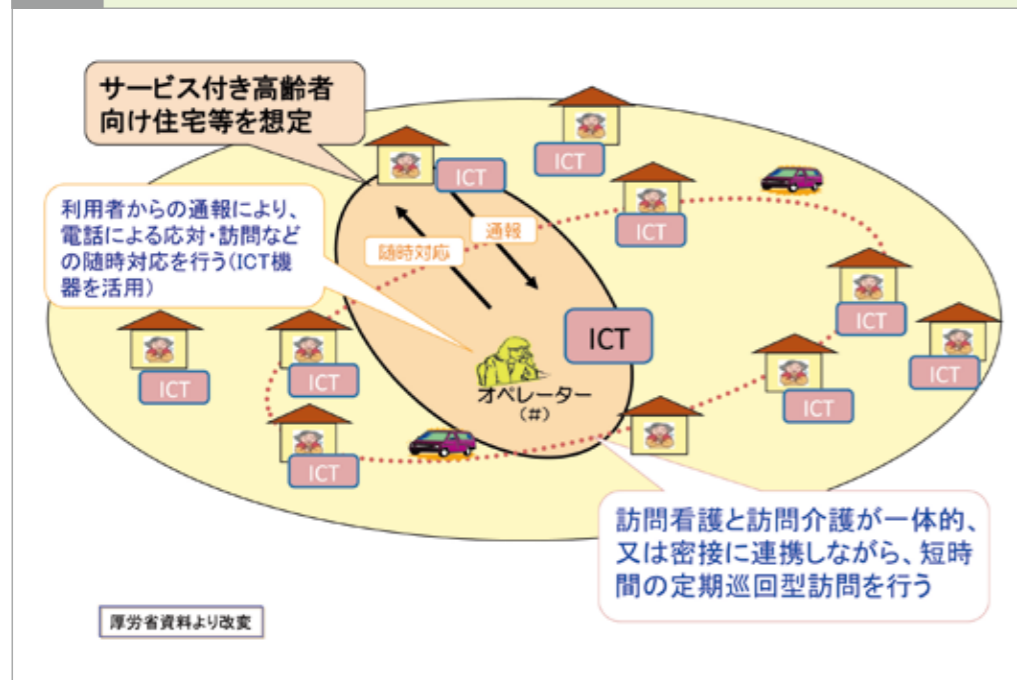 サービス付き高齢者
向け住宅等を想定
ICT
ICT
ICT
利用者からの通報により、
電話による応対・訪問など
の随時対応を行う(ICT機
器を活用)
通報
随時対応
ICT
ICT
ICT
ICT
ICT
ICT
ICT
オペレーター
(#)
訪問看護と訪問介護が一体的、
又は密接に連携しながら、短時
間の定期巡回型訪問を行う
厚労省資料より改変